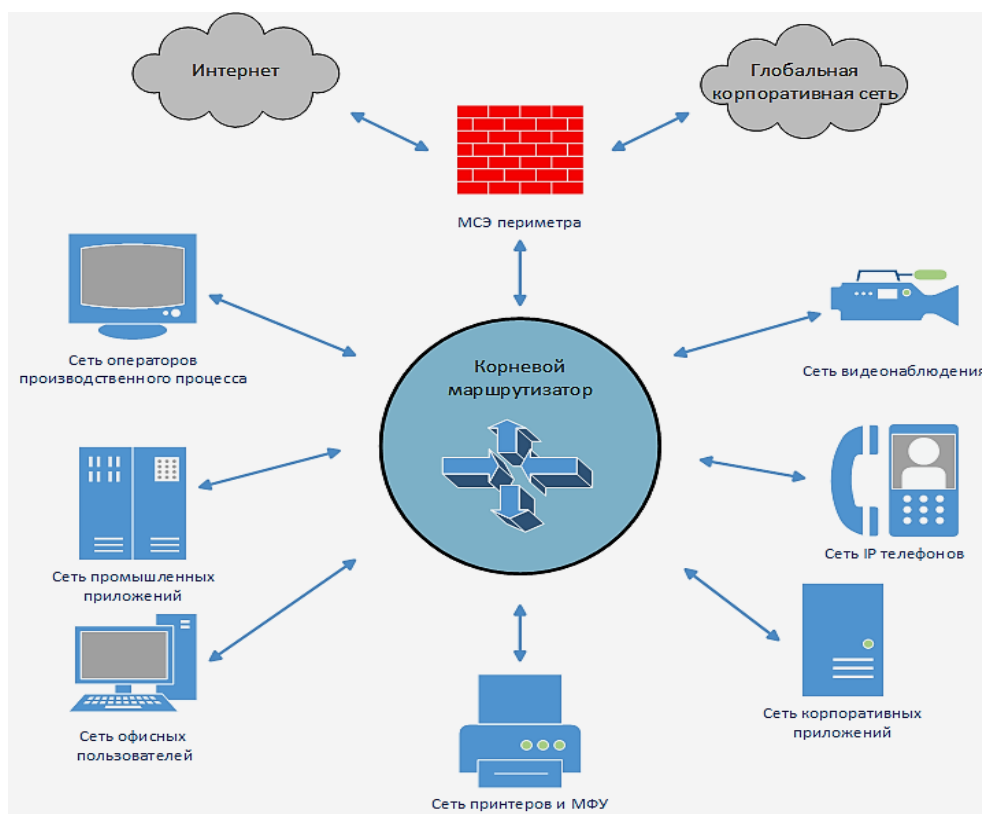 Интернет
Глобальная
корпоративная сеть
МСЭ периметра
Сеть операторов
производственного процесса
Корневой
маршрутизатор
Сеть видеонаблюдения
Сеть промышленных
приложений
Сеть IP телефонов
Сеть офисных
пользователей
Сеть корпоративных
приложений
Сеть принтеров и МФУ